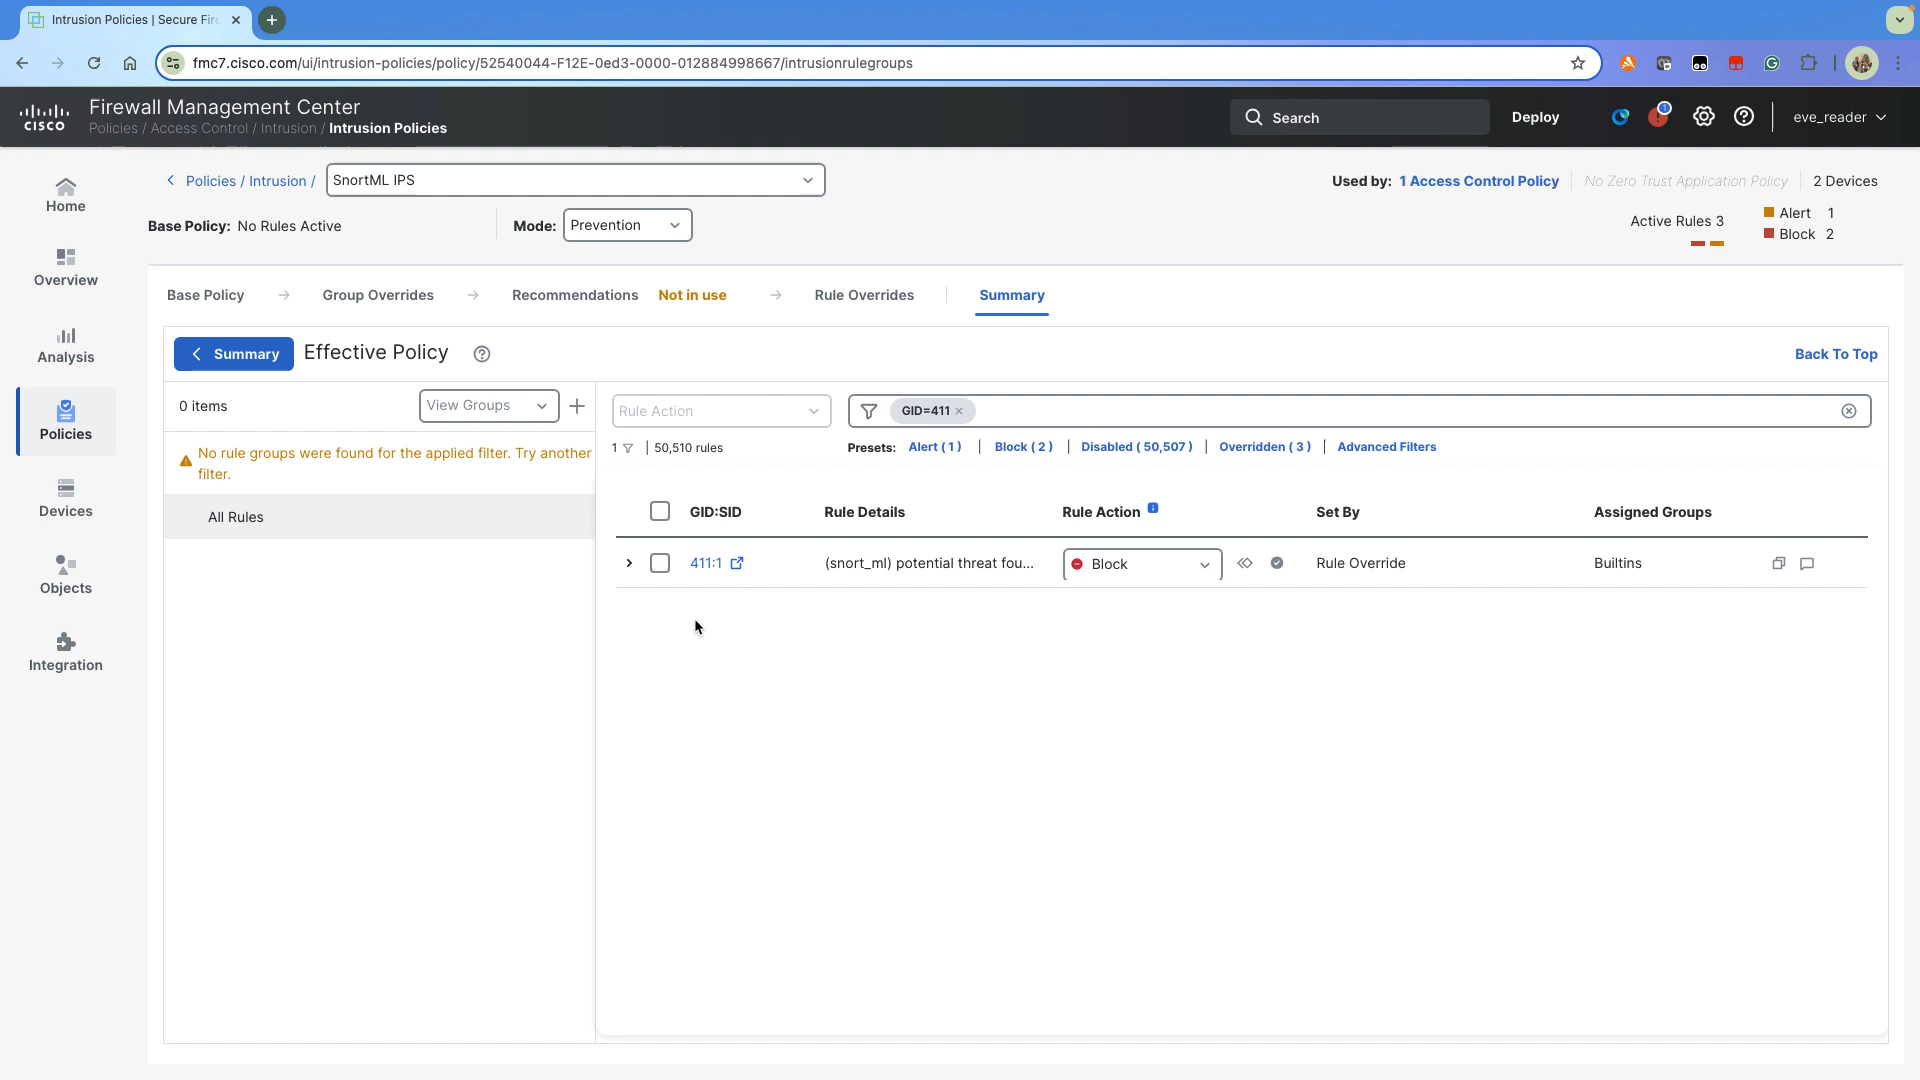 Intrusion Policies | Secure Fire
fmc7.cisco.com/ui/intrusion-policies/policy/52540044-F12E-0ed3-0000-012884998667/intrusionrulegroups
CISCO
Firewall Management Center
Policies / Access Control / Intrusion / Intrusion Policies
Search
Deploy
1
eve_reader
Home
Overview
Analysis
Policies
Devices
Objects
Integration
Policies / Intrusion /
SnortML IPS
Used by: 1 Access Control Policy
No Zero Trust Application Policy
2 Devices
Base Policy: No Rules Active
Mode: Prevention
Active Rules 3
Alert 1
Block 2
Base Policy
Group Overrides
Recommendations Not in use
Rule Overrides
Summary
Summary
Effective Policy
Back To Top
0 items
View Groups
No rule groups were found for the applied filter. Try another
filter.
All Rules
Rule Action
GID=411
1 | 50,510 rules
Presets: Alert ( 1 ) | Block ( 2 ) | Disabled ( 50,507 ) | Overridden ( 3 ) | Advanced Filters
GID:SID Rule Details Rule Action Set By Assigned Groups
411:1 (snort_ml) potential threat fou... Block Rule Override Builtins